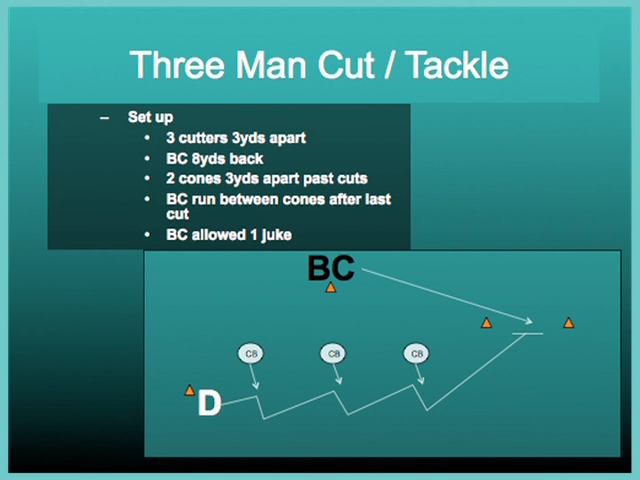 Three Man Cut / Tackle
– Set up
• 3 cutters 3yds apart
• BC 8yds back
• 2 cones 3yds apart past cuts
• BC run between cones after last
cut
• BC allowed 1 juke
BC
CB CB CB
D